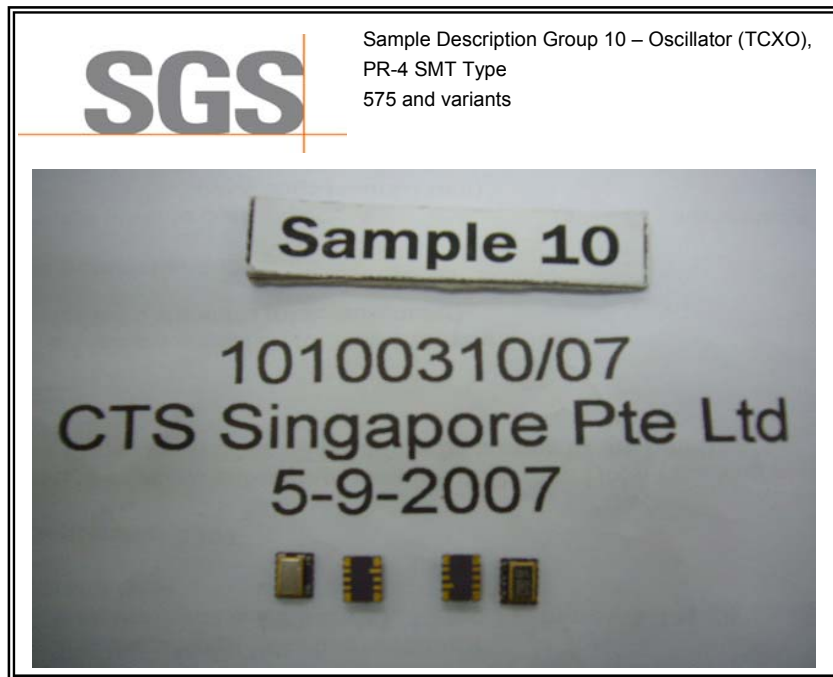 SGS
Sample Description Group 10 – Oscillator (TCXO),
PR-4 SMT Type
575 and variants
Sample 10
10100310/07
CTS Singapore Pte Ltd
5-9-2007